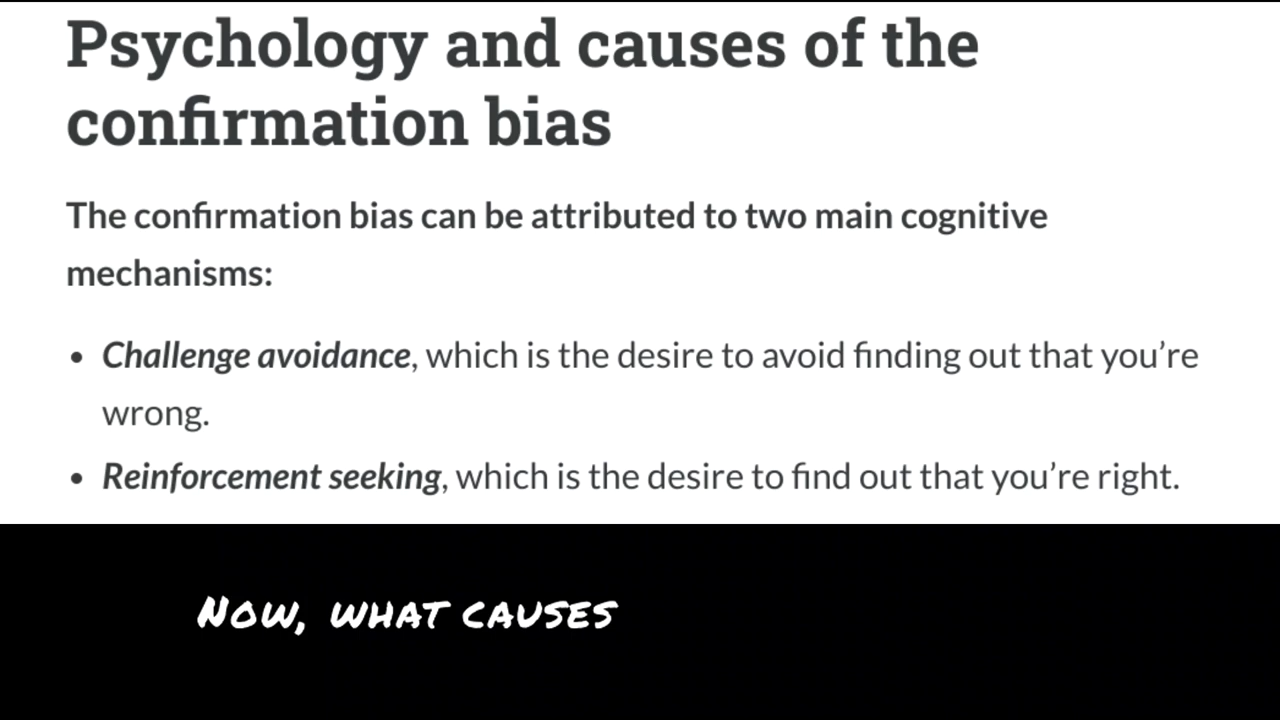 Psychology and causes of the
confirmation bias
The confirmation bias can be attributed to two main cognitive
mechanisms:
• Challenge avoidance, which is the desire to avoid finding out that you’re
wrong.
• Reinforcement seeking, which is the desire to find out that you’re right.
Now, what causes